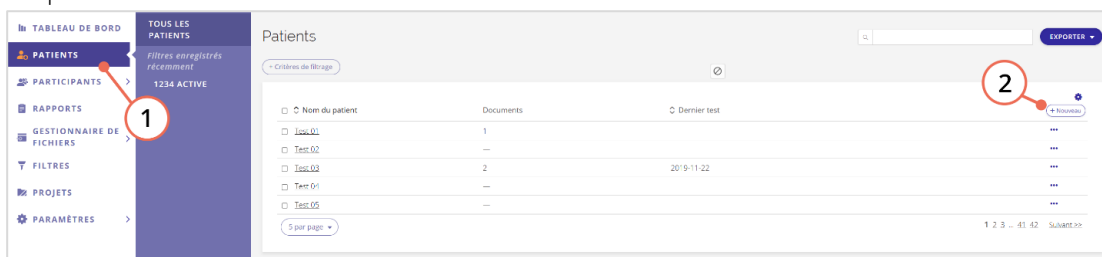 TABLEAU DE BORD
PATIENTS
PARTICIPANTS
RAPPORTS
GESTIONNAIRE DE
FICHIERS
FILTRES
PROJETS
PARAMÈTRES
TOUS LES
PATIENTS
Filtres enregistrés
récemment
1234 ACTIVE
1
Patients
EXPORTER
+ Critères de filtrage
2
Nom du patient Documents Dernier test + Nouveau
Test 01 1 •••
Test 02 — •••
Test 03 2 2019-11-22 •••
Test 04 — •••
Test 05 — •••
5 par page 1 2 3 ... 41 42 Suivant >>